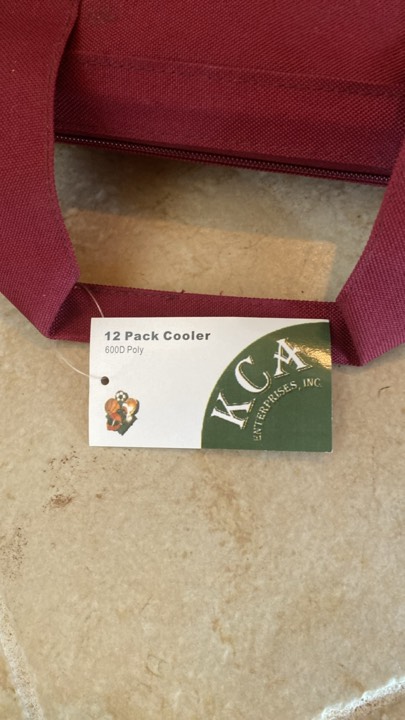 12 Pack Cooler
600D Poly
KCA
ENTERPRISES, INC.